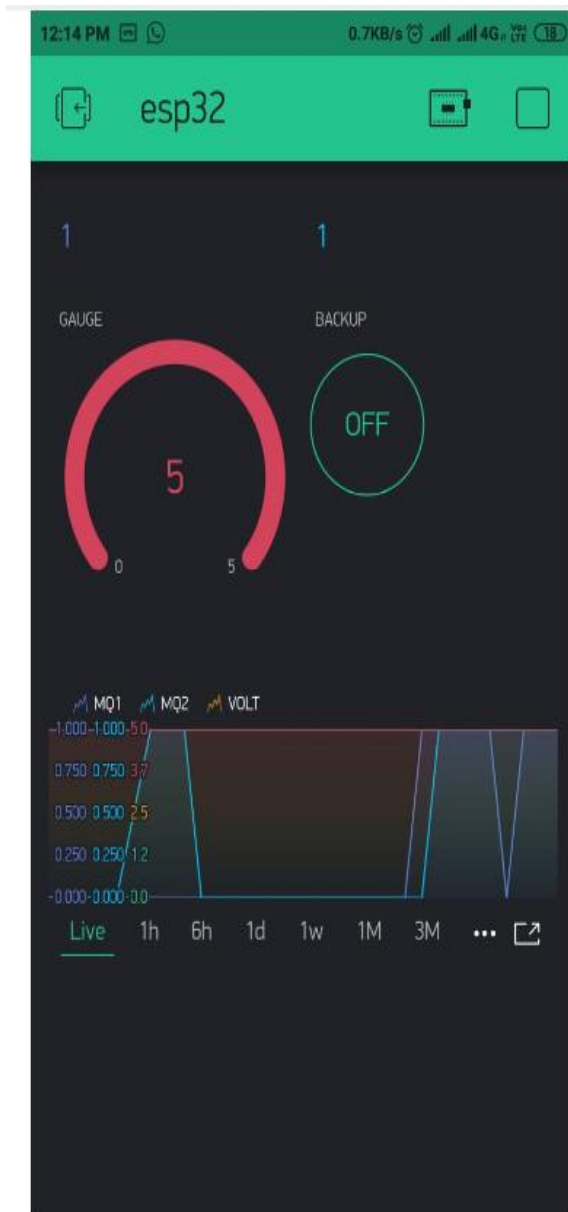 12:14 PM 0.7KB/s 4G Vo) LTE 18
esp32
1 1
GAUGE BACKUP
OFF
5
0 5
MQ1 MQ2 VOLT
1.000 1.000 5.0
0.750 0.750 3.7
0.500 0.500 2.5
0.250 0.250 1.2
0.000 0.000 0.0
Live 1h 6h 1d 1w 1M 3M ...